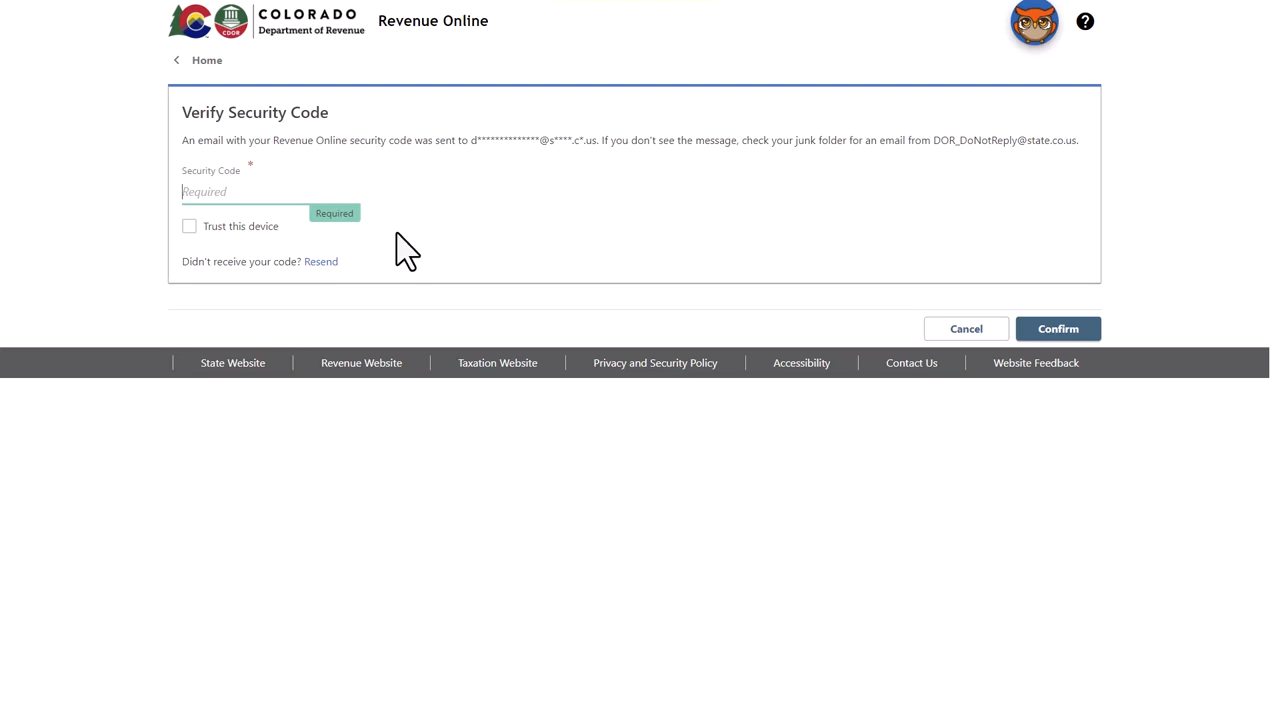 COLORADO
Department of Revenue
CDOR
Revenue Online
?
Home
Verify Security Code
An email with your Revenue Online security code was sent to d**************@s****.c*.us. If you don't see the message, check your junk folder for an email from DOR_DoNotReply@state.co.us.
Security Code *
Required
Required
Trust this device
Didn't receive your code? Resend
Cancel
Confirm
State Website Revenue Website Taxation Website Privacy and Security Policy Accessibility Contact Us Website Feedback